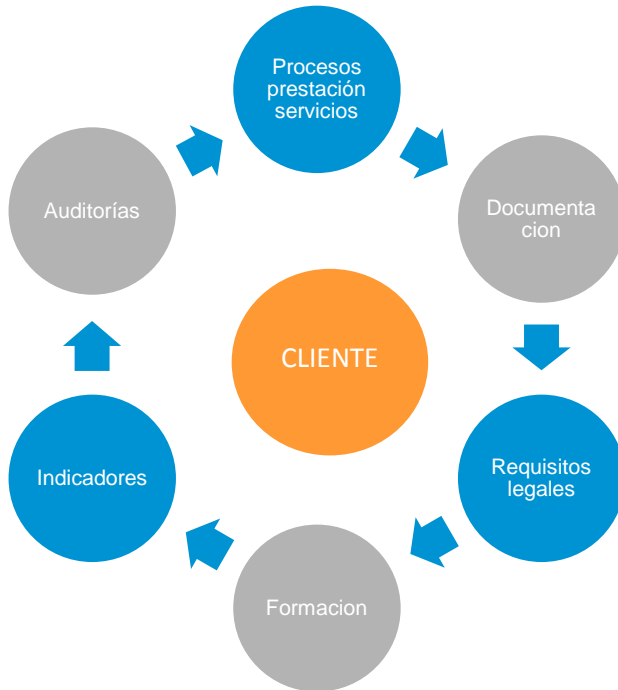 Procesos
prestación
servicios
Documenta
cion
Requisitos
legales
Formacion
Indicadores
Auditorías
CLIENTE